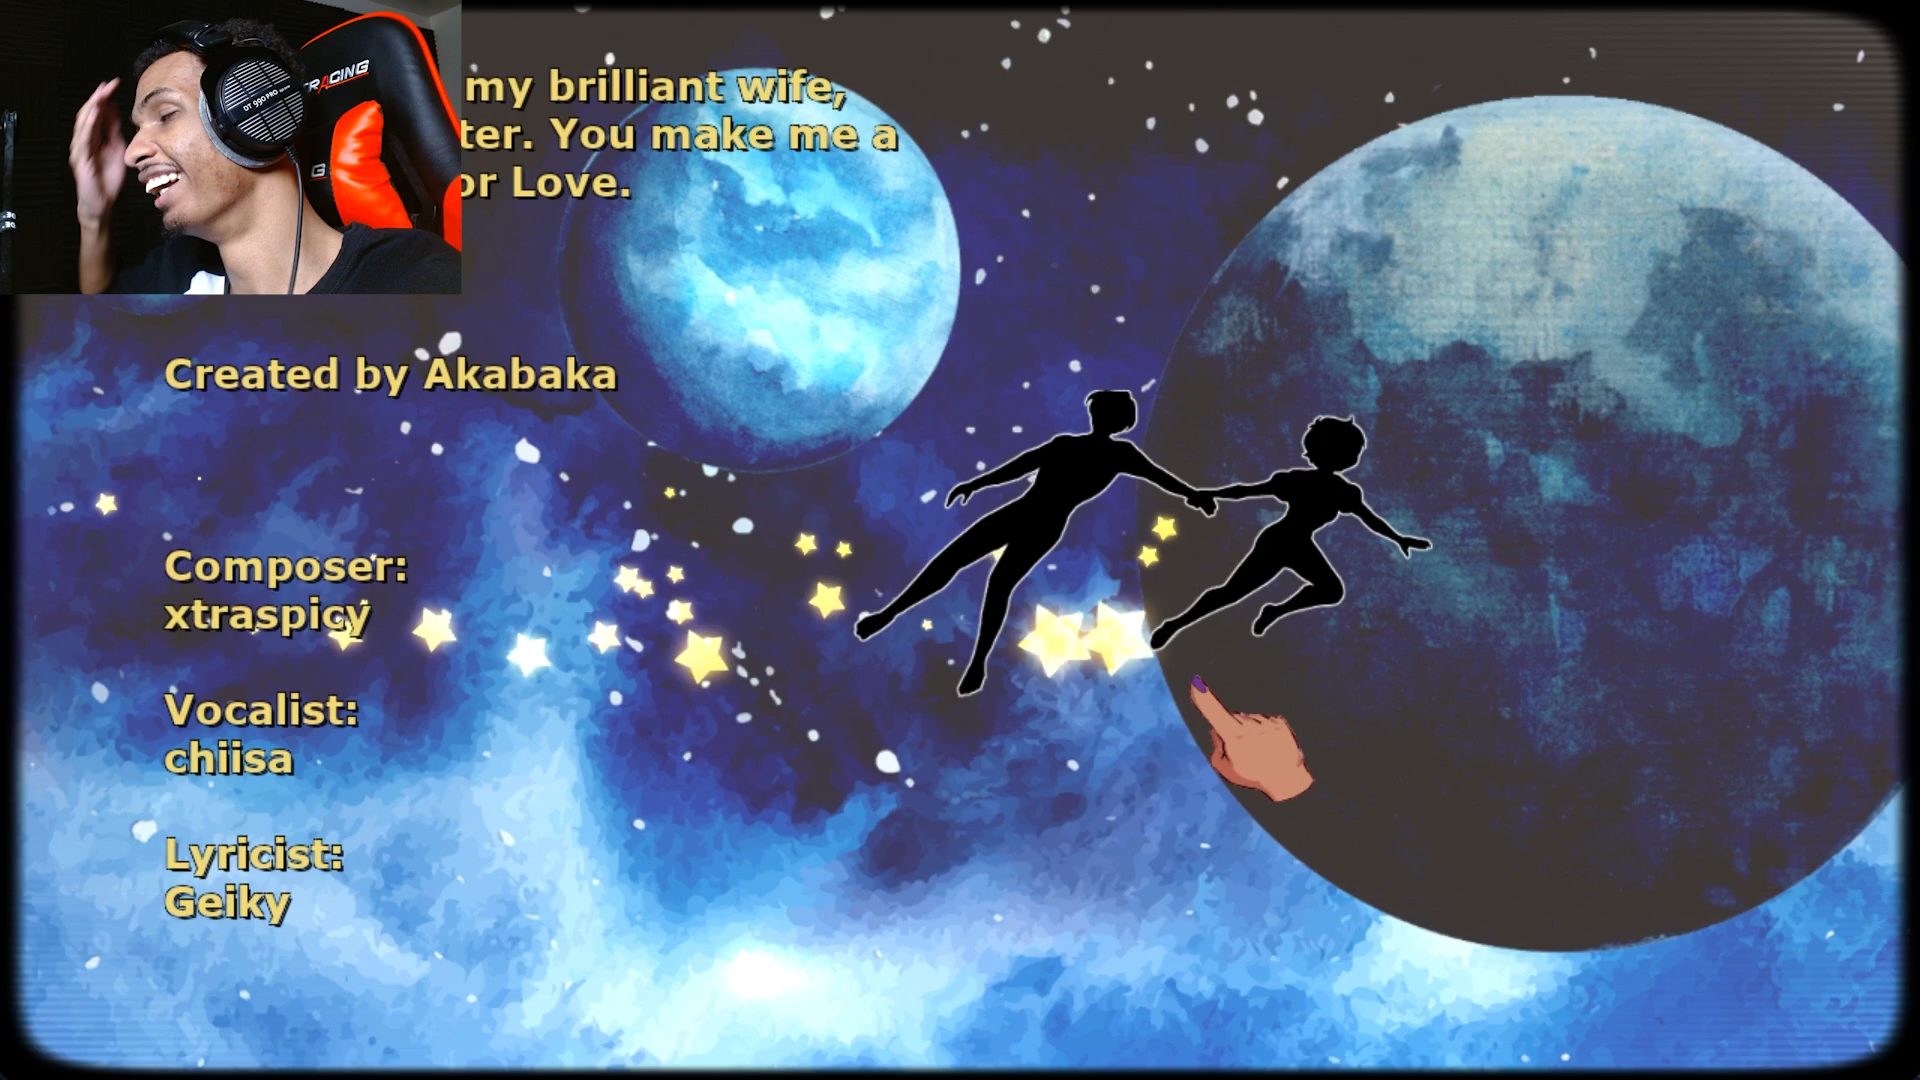 my brilliant wife,
ter. You make me a
or Love.
RACING
DT 990 PRO
G
Created by Akabaka
Composer:
xtraspicy
Vocalist:
chiisa
Lyricist:
Geiky